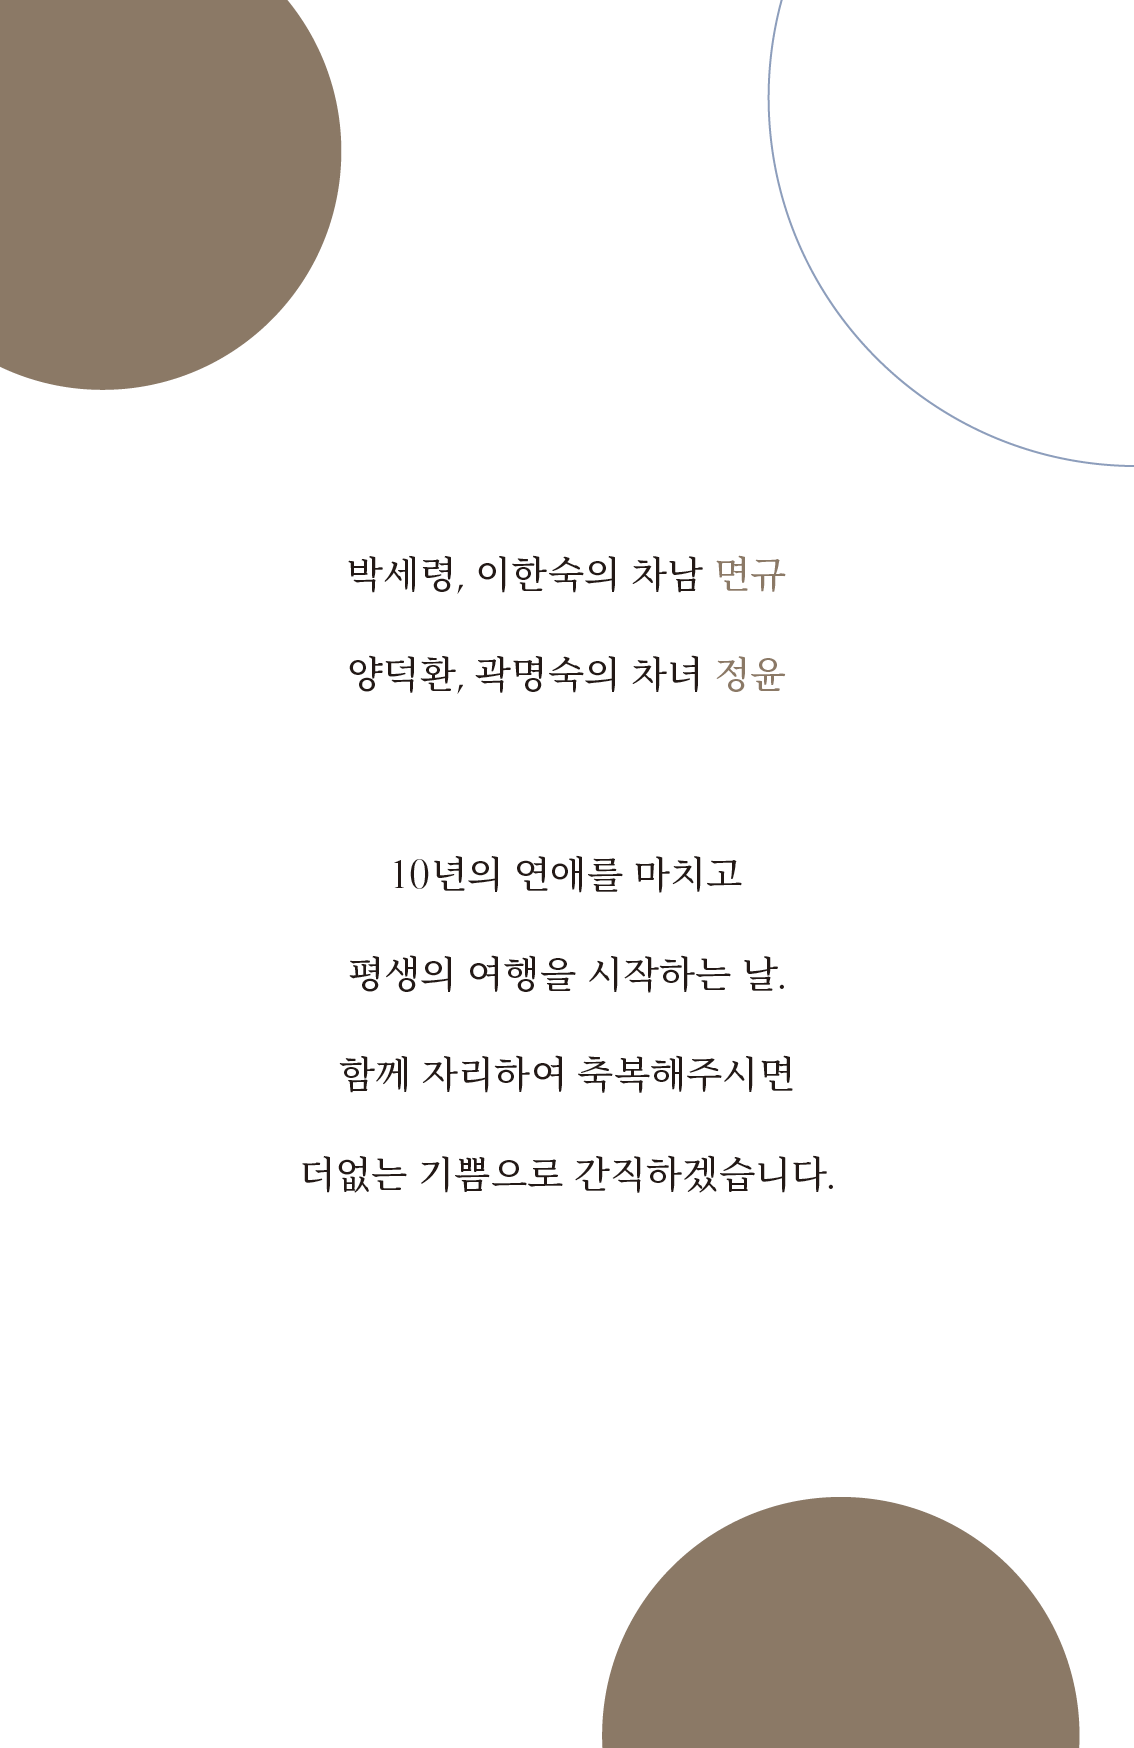 박세령, 이한숙의 차남 면규
양덕환, 곽명숙의 차녀 정윤
10년의 연애를 마치고
평생의 여행을 시작하는 날.
함께 자리하여 축복해주시면
더없는 기쁨으로 간직하겠습니다.